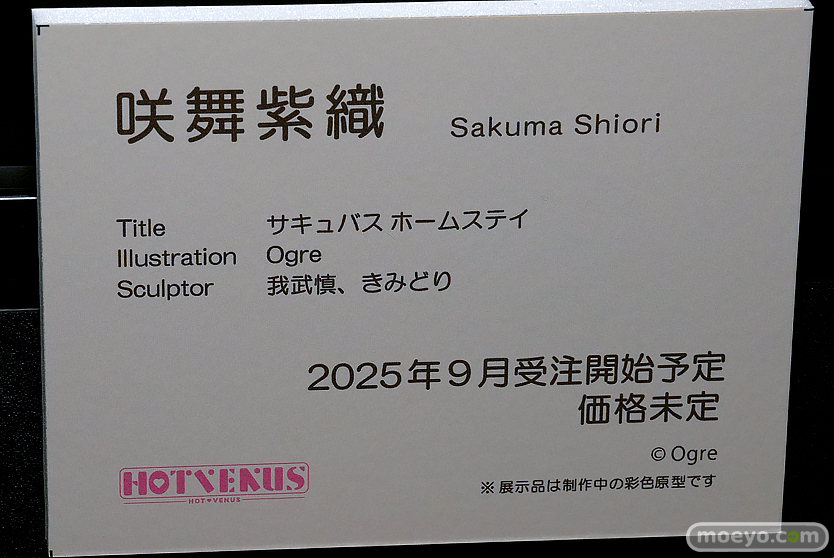 咲舞紫織 Sakuma Shiori
Title サキュバス ホームステイ
Illustration Ogre
Sculptor 我武慎、きみどり
2025年9月受注開始予定
価格未定
© Ogre
HOTVENUS
HOT♥VENUS
※展示品は制作中の彩色原型です
moeyo.com